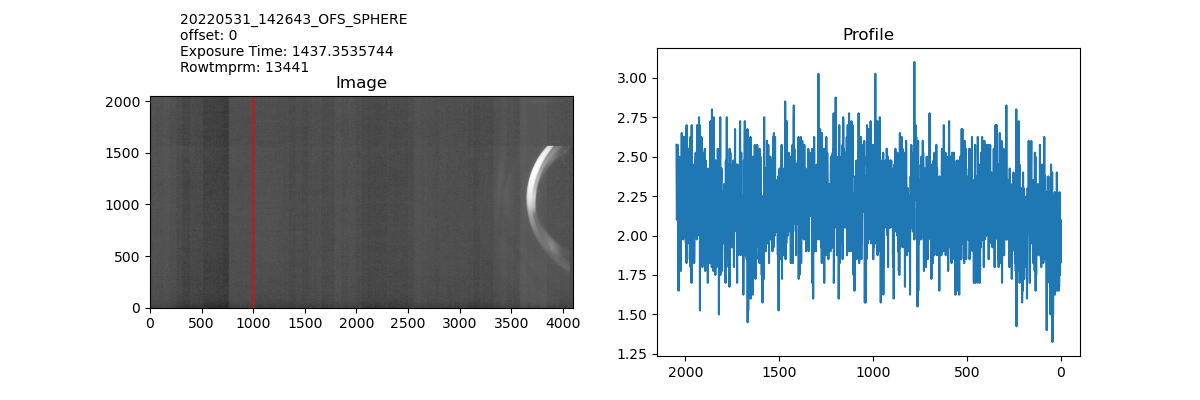 20220531_142643_OFS_SPHERE
offset: 0
Exposure Time: 1437.3535744
Rowtmprm: 13441
Image
2000
1500
1000
500
0
0 500 1000 1500 2000 2500 3000 3500 4000
Profile
3.00
2.75
2.50
2.25
2.00
1.75
1.50
1.25
2000 1500 1000 500 0